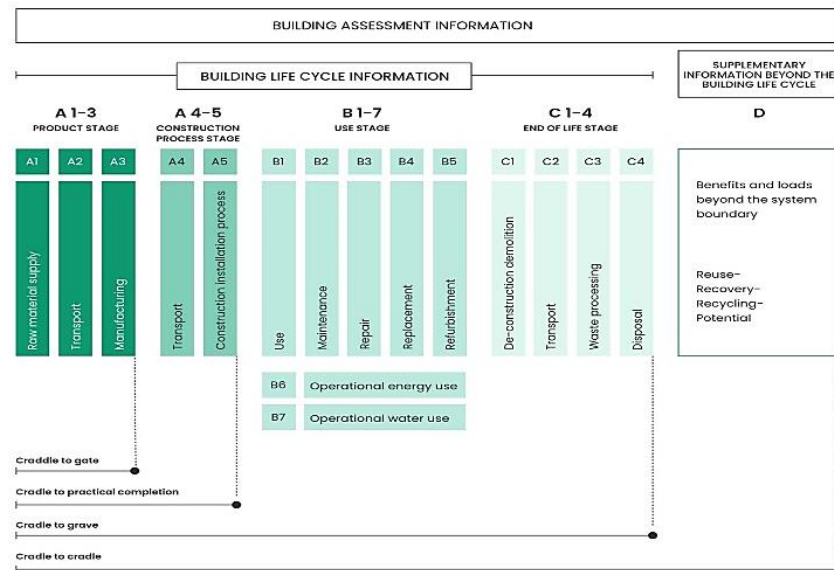 BUILDING ASSESSMENT INFORMATION
BUILDING LIFE CYCLE INFORMATION
SUPPLEMENTARY
INFORMATION BEYOND THE
BUILDING LIFE CYCLE
A 1-3
PRODUCT STAGE
A 4-5
CONSTRUCTION
PROCESS STAGE
B 1-7
USE STAGE
C 1-4
END OF LIFE STAGE
D
A1
A2
A3
A4
A5
B1
B2
B3
B4
B5
C1
C2
C3
C4
Raw material supply
Transport
Manufacturing
Transport
Construction installation process
Use
Maintenance
Repair
Replacement
Refurbishment
De-construction demolition
Transport
Waste processing
Disposal
Benefits and loads
beyond the system
boundary
Reuse-
Recovery-
Recycling-
Potential
B6
Operational energy use
B7
Operational water use
Craddle to gate
Cradle to practical completion
Cradle to grave
Cradle to cradle